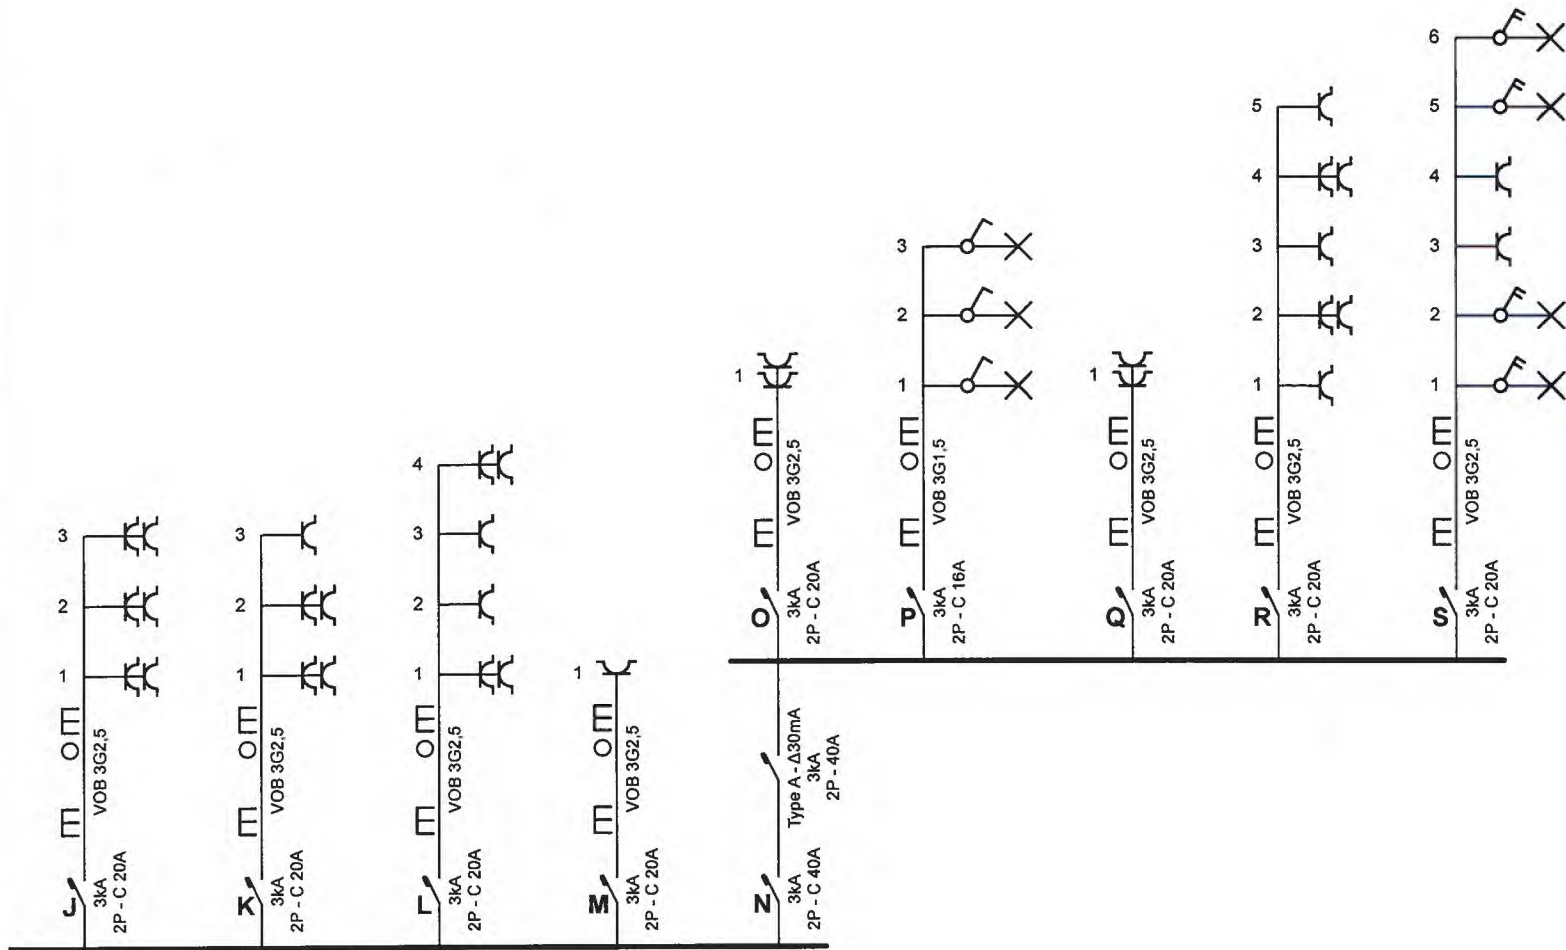 6
5
4
3
2
1
VOB 3G2,5
S
3kA
2P - C 20A
5
4
3
2
1
VOB 3G2,5
R
3kA
2P - C 20A
1
VOB 3G2,5
Q
3kA
2P - C 20A
3
2
1
VOB 3G1,5
P
3kA
2P - C 16A
1
VOB 3G2,5
O
3kA
2P - C 20A
Type A - Δ30mA
3kA
2P - 40A
N
3kA
2P - C 40A
1
VOB 3G2,5
M
3kA
2P - C 20A
4
3
2
1
VOB 3G2,5
L
3kA
2P - C 20A
3
2
1
VOB 3G2,5
K
3kA
2P - C 20A
3
2
1
VOB 3G2,5
J
3kA
2P - C 20A